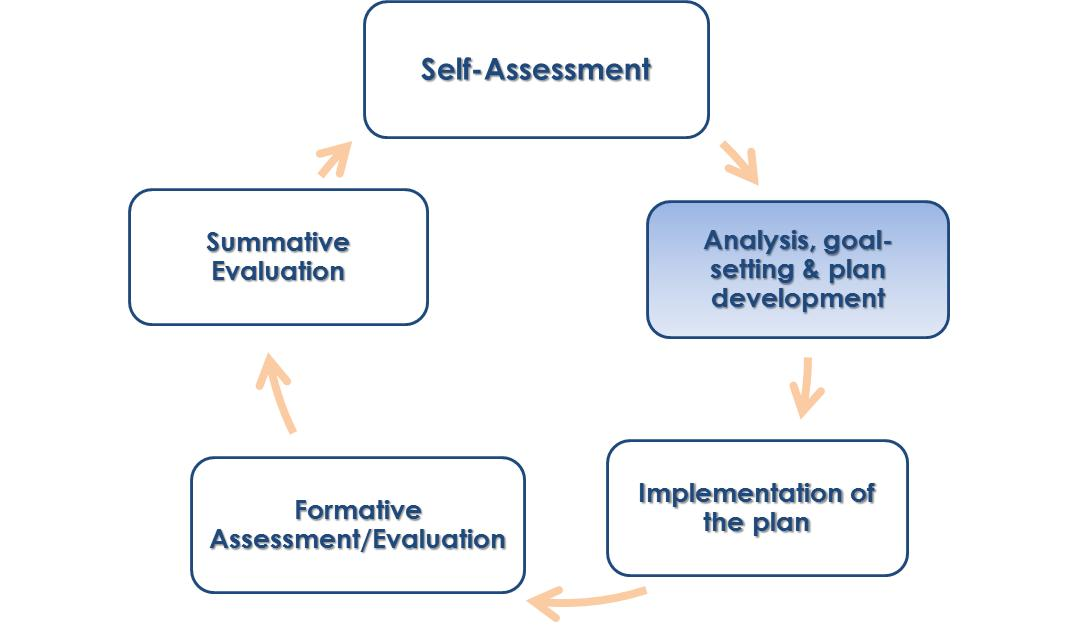 Self-Assessment
Analysis, goal-
setting & plan
development
Implementation of
the plan
Formative
Assessment/Evaluation
Summative
Evaluation